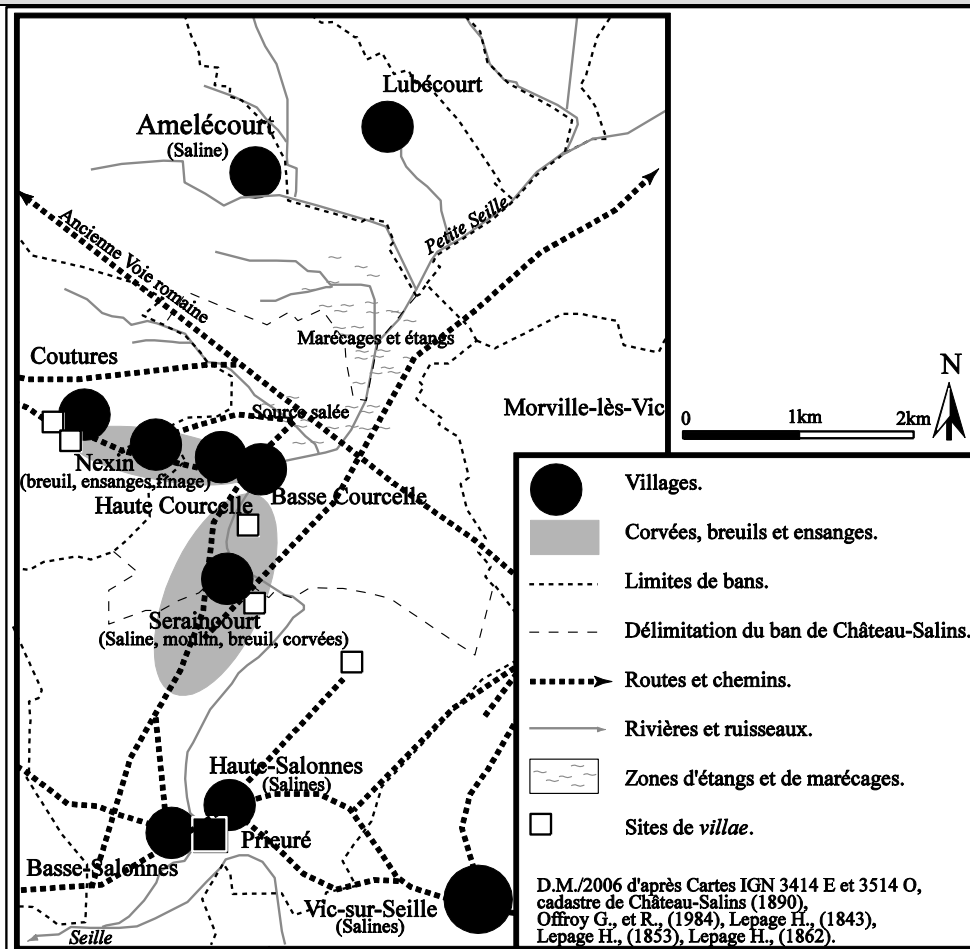 Lubécourt
Amelécourt
(Saline)
Petite Seille
Ancienne Voie romaine
Marécages et étangs
Coutures
Source salée
Morville-lès-Vic
0 1km 2km
N
Nexin
(breuil, ensanges,finage)
Basse Courcelle
Haute Courcelle
Seraincourt
(Saline, moulin, breuil, corvées)
Haute-Salonnes
(Salines)
Prieuré
Basse-Salonnes
Vic-sur-Seille
(Salines)
Seille
Villages.
Corvées, breuils et ensanges.
Limites de bans.
Délimitation du ban de Château-Salins.
Routes et chemins.
Rivières et ruisseaux.
Zones d'étangs et de marécages.
Sites de villae.
D.M./2006 d'après Cartes IGN 3414 E et 3514 O,
cadastre de Château-Salins (1890),
Offroy G., et R., (1984), Lepage H., (1843),
Lepage H., (1853), Lepage H., (1862).